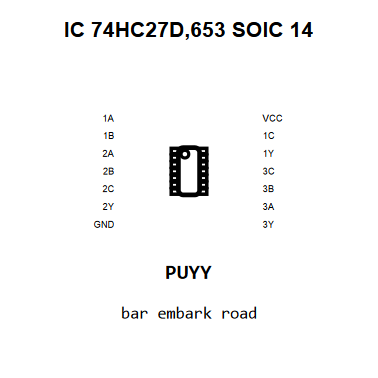 IC 74HC27D,653 SOIC 14
1A VCC
1B 1C
2A 1Y
2B 3C
2C 3B
2Y 3A
GND 3Y
PUYY
bar embark road